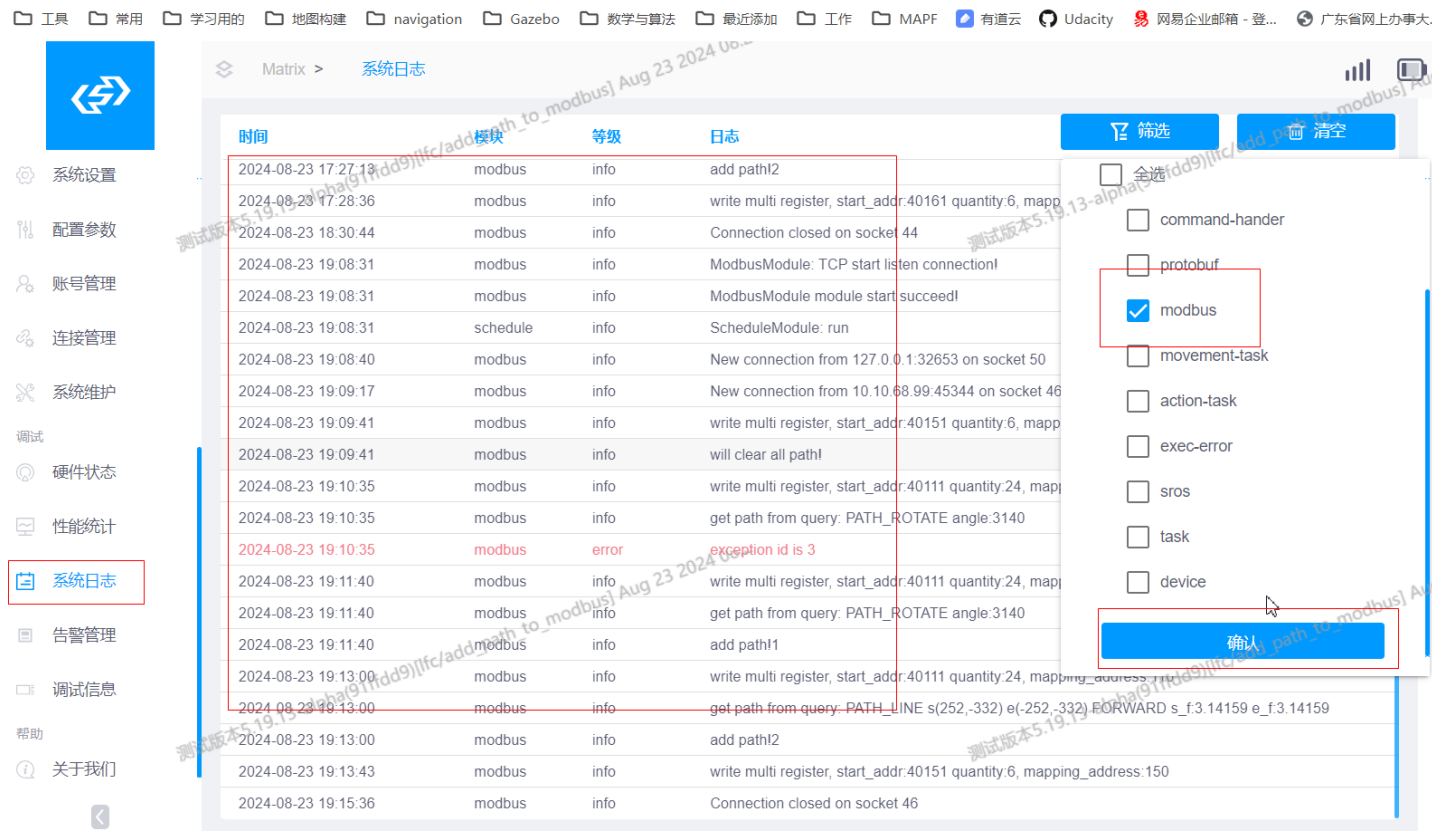 工具 常用 学习用的 地图构建 navigation Gazebo 数学与算法 最近添加 工作 MAPF 有道云 Udacity 网易企业邮箱 - 登... 广东省网上办事大...
Matrix > 系统日志
系统设置
配置参数
账号管理
连接管理
系统维护
调试
硬件状态
性能统计
系统日志
告警管理
调试信息
帮助
关于我们
时间 模块 等级 日志
筛选 清空
2024-08-23 17:27:13 modbus info add path!2
2024-08-23 17:28:36 modbus info write multi register, start_addr:40161 quantity:6, mapp
2024-08-23 18:30:44 modbus info Connection closed on socket 44
2024-08-23 19:08:31 modbus info ModbusModule: TCP start listen connection!
2024-08-23 19:08:31 modbus info ModbusModule module start succeed!
2024-08-23 19:08:31 schedule info ScheduleModule: run
2024-08-23 19:08:40 modbus info New connection from 127.0.0.1:32653 on socket 50
2024-08-23 19:09:17 modbus info New connection from 10.10.68.99:45344 on socket 46
2024-08-23 19:09:41 modbus info write multi register, start_addr:40151 quantity:6, mapp
2024-08-23 19:09:41 modbus info will clear all path!
2024-08-23 19:10:35 modbus info write multi register, start_addr:40111 quantity:24, map
2024-08-23 19:10:35 modbus info get path from query: PATH_ROTATE angle:3140
2024-08-23 19:10:35 modbus error exception id is 3
2024-08-23 19:11:40 modbus info write multi register, start_addr:40111 quantity:24, map
2024-08-23 19:11:40 modbus info get path from query: PATH_ROTATE angle:3140
2024-08-23 19:11:40 modbus info add path!1
2024-08-23 19:13:00 modbus info write multi register, start_addr:40111 quantity:24, mapping_address:110
2024-08-23 19:13:00 modbus info get path from query: PATH_LINE s(252,-332) e(-252,-332) FORWARD s_f:3.14159 e_f:3.14159
2024-08-23 19:13:00 modbus info add path!2
2024-08-23 19:13:43 modbus info write multi register, start_addr:40151 quantity:6, mapping_address:150
2024-08-23 19:15:36 modbus info Connection closed on socket 46
全选
command-hander
protobuf
modbus
movement-task
action-task
exec-error
sros
task
device
确认